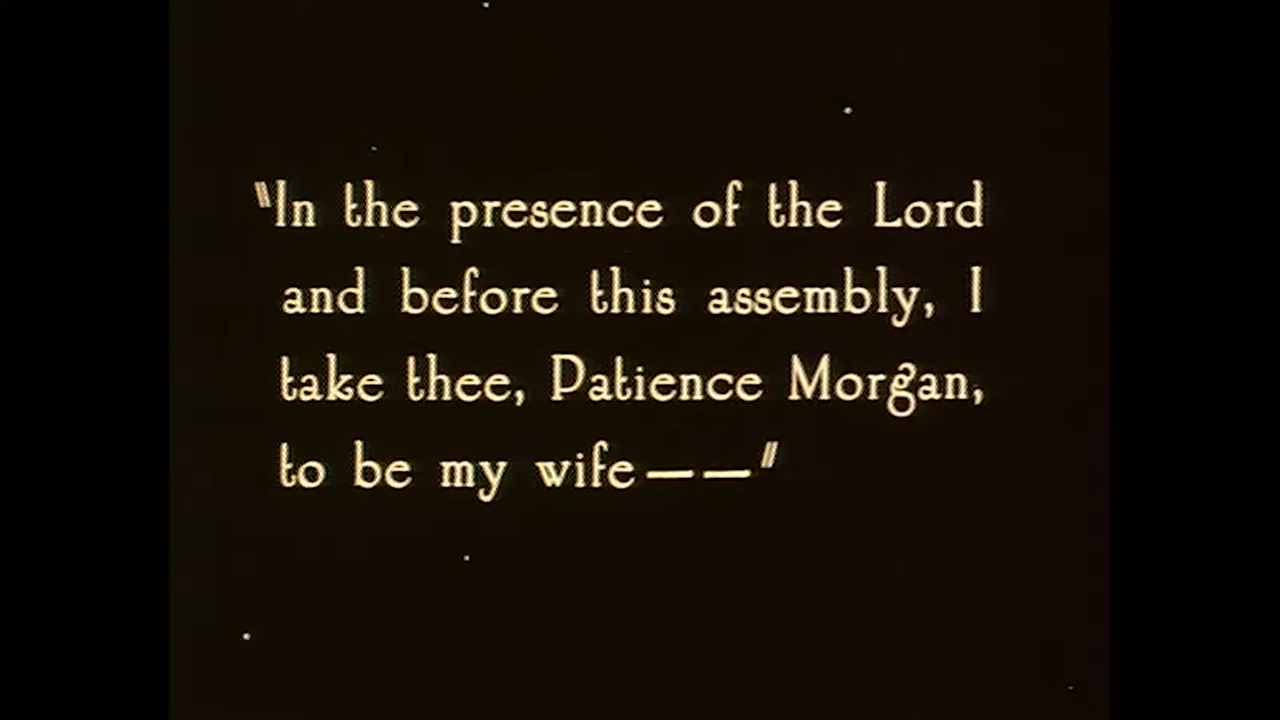 "In the presence of the Lord
and before this assembly, I
take thee, Patience Morgan,
to be my wife — —"